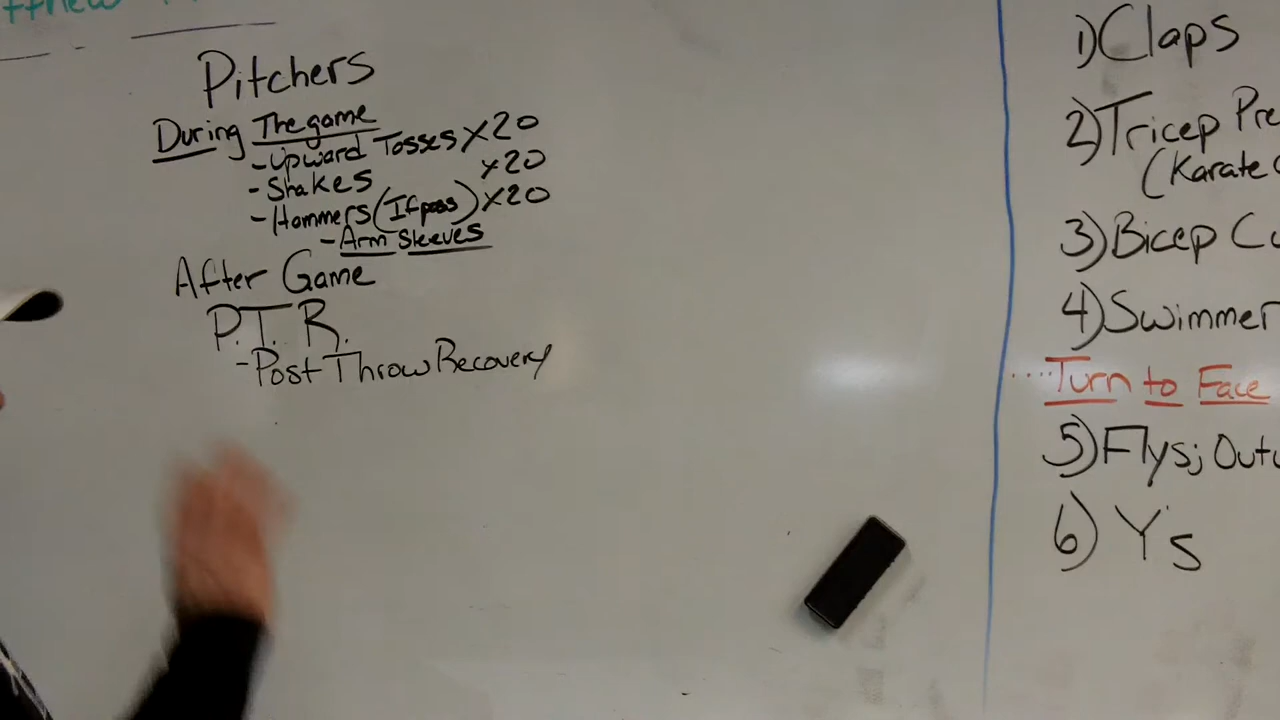 Pitchers
During The game
- Upward Tosses x20
- Shakes x20
- Hammers (If poss) x20
- Arm Sleeves
After Game
P.T.R.
- Post Throw Recovery
1) Claps
2) Tricep Pre
(Karate C
3) Bicep Cu
4) Swimmer
....Turn to Face
5) Flys; Out
6) Y's